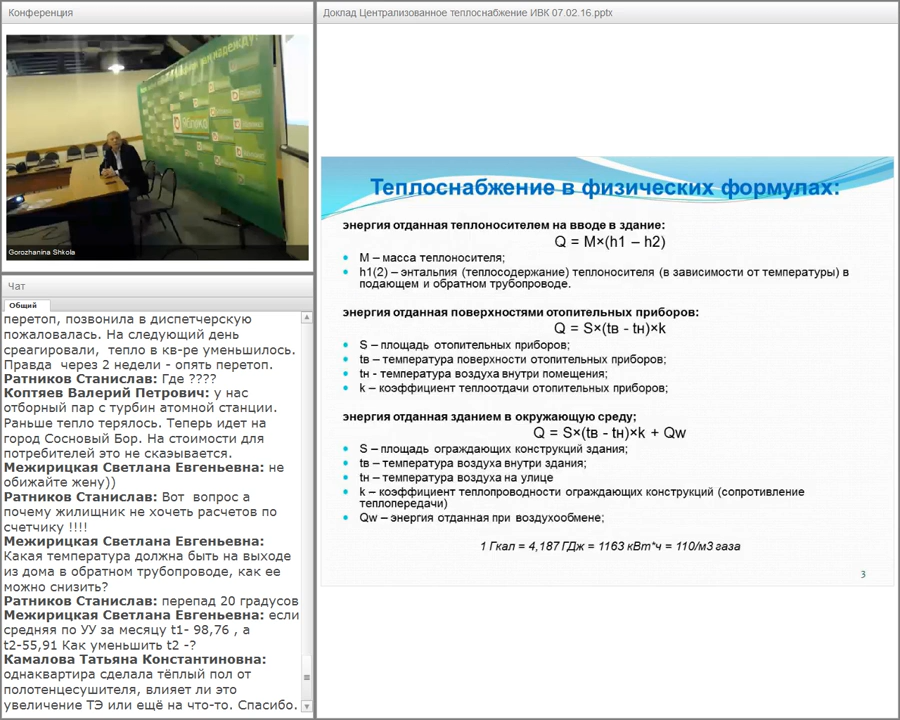 Конференция
Доклад Централизованное теплоснабжение ИВК 07.02.16.pptx
Яблоко
Gorozhanina Shkola
Чат
Общий
перетоп, позвонила в диспетчерскую
пожаловалась. На следующий день
среагировали, тепло в кв-ре уменьшилось.
Правда через 2 недели - опять перетоп.
Ратников Станислав: Где ????
Коптяев Валерий Петрович: у нас
отборный пар с турбин атомной станции.
Раньше тепло терялось. Теперь идет на
город Сосновый Бор. На стоимости для
потребителей это не сказывается.
Межирицкая Светлана Евгеньевна: не
обижайте жену))
Ратников Станислав: Вот вопрос а
почему жилищник не хочеть расчетов по
счетчику !!!!
Межирицкая Светлана Евгеньевна:
Какая температура должна быть на выходе
из дома в обратном трубопроводе, как ее
можно снизить?
Ратников Станислав: перепад 20 градусов
Межирицкая Светлана Евгеньевна: если
средняя по УУ за месяцу t1- 98,76 , а
t2-55,91 Как уменьшить t2 -?
Камалова Татьяна Константиновна:
однаквартира сделала тёплый пол от
полотенцесушителя, влияет ли это
увеличение ТЭ или ещё на что-то. Спасибо.
Теплоснабжение в физических формулах:
энергия отданная теплоносителем на вводе в здание:
Q = M×(h1 – h2)
• М – масса теплоносителя;
• h1(2) – энтальпия (теплосодержание) теплоносителя (в зависимости от температуры) в
подающем и обратном трубопроводе.
энергия отданная поверхностями отопительных приборов:
Q = S×(tв - tн)×k
• S – площадь отопительных приборов;
• tв – температура поверхности отопительных приборов;
• tн - температура воздуха внутри помещения;
• k – коэффициент теплоотдачи отопительных приборов;
энергия отданная зданием в окружающую среду;
Q = S×(tв - tн)×k + Qw
• S – площадь ограждающих конструкций здания;
• tв – температура воздуха внутри здания;
• tн – температура воздуха на улице
• k – коэффициент теплопроводности ограждающих конструкций (сопротивление
теплопередачи)
• Qw – энергия отданная при воздухообмене;
1 Гкал = 4,187 ГДж = 1163 кВт*ч = 110/м3 газа
3